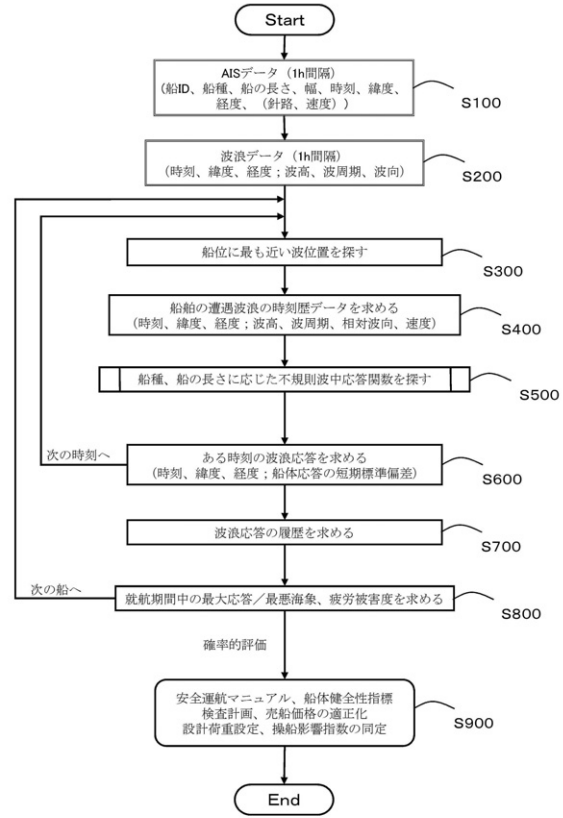 Start
AISデータ（1h間隔）
（船ID、船種、船の長さ、幅、時刻、緯度、
経度、（針路、速度））
S100
波浪データ（1h間隔）
（時刻、緯度、経度；波高、波周期、波向）
S200
船位に最も近い波位置を探す
S300
船舶の遭遇波浪の時刻歴データを求める
（時刻、緯度、経度；波高、波周期、相対波向、速度）
S400
船種、船の長さに応じた不規則波中応答関数を探す
S500
次の時刻へ
ある時刻の波浪応答を求める
（時刻、緯度、経度；船体応答の短期標準偏差）
S600
波浪応答の履歴を求める
S700
次の船へ
就航期間中の最大応答／最悪海象、疲労被害度を求める
S800
確率的評価
安全運航マニュアル、船体健全性指標
検査計画、売船価格の適正化
設計荷重設定、操船影響指数の同定
S900
End